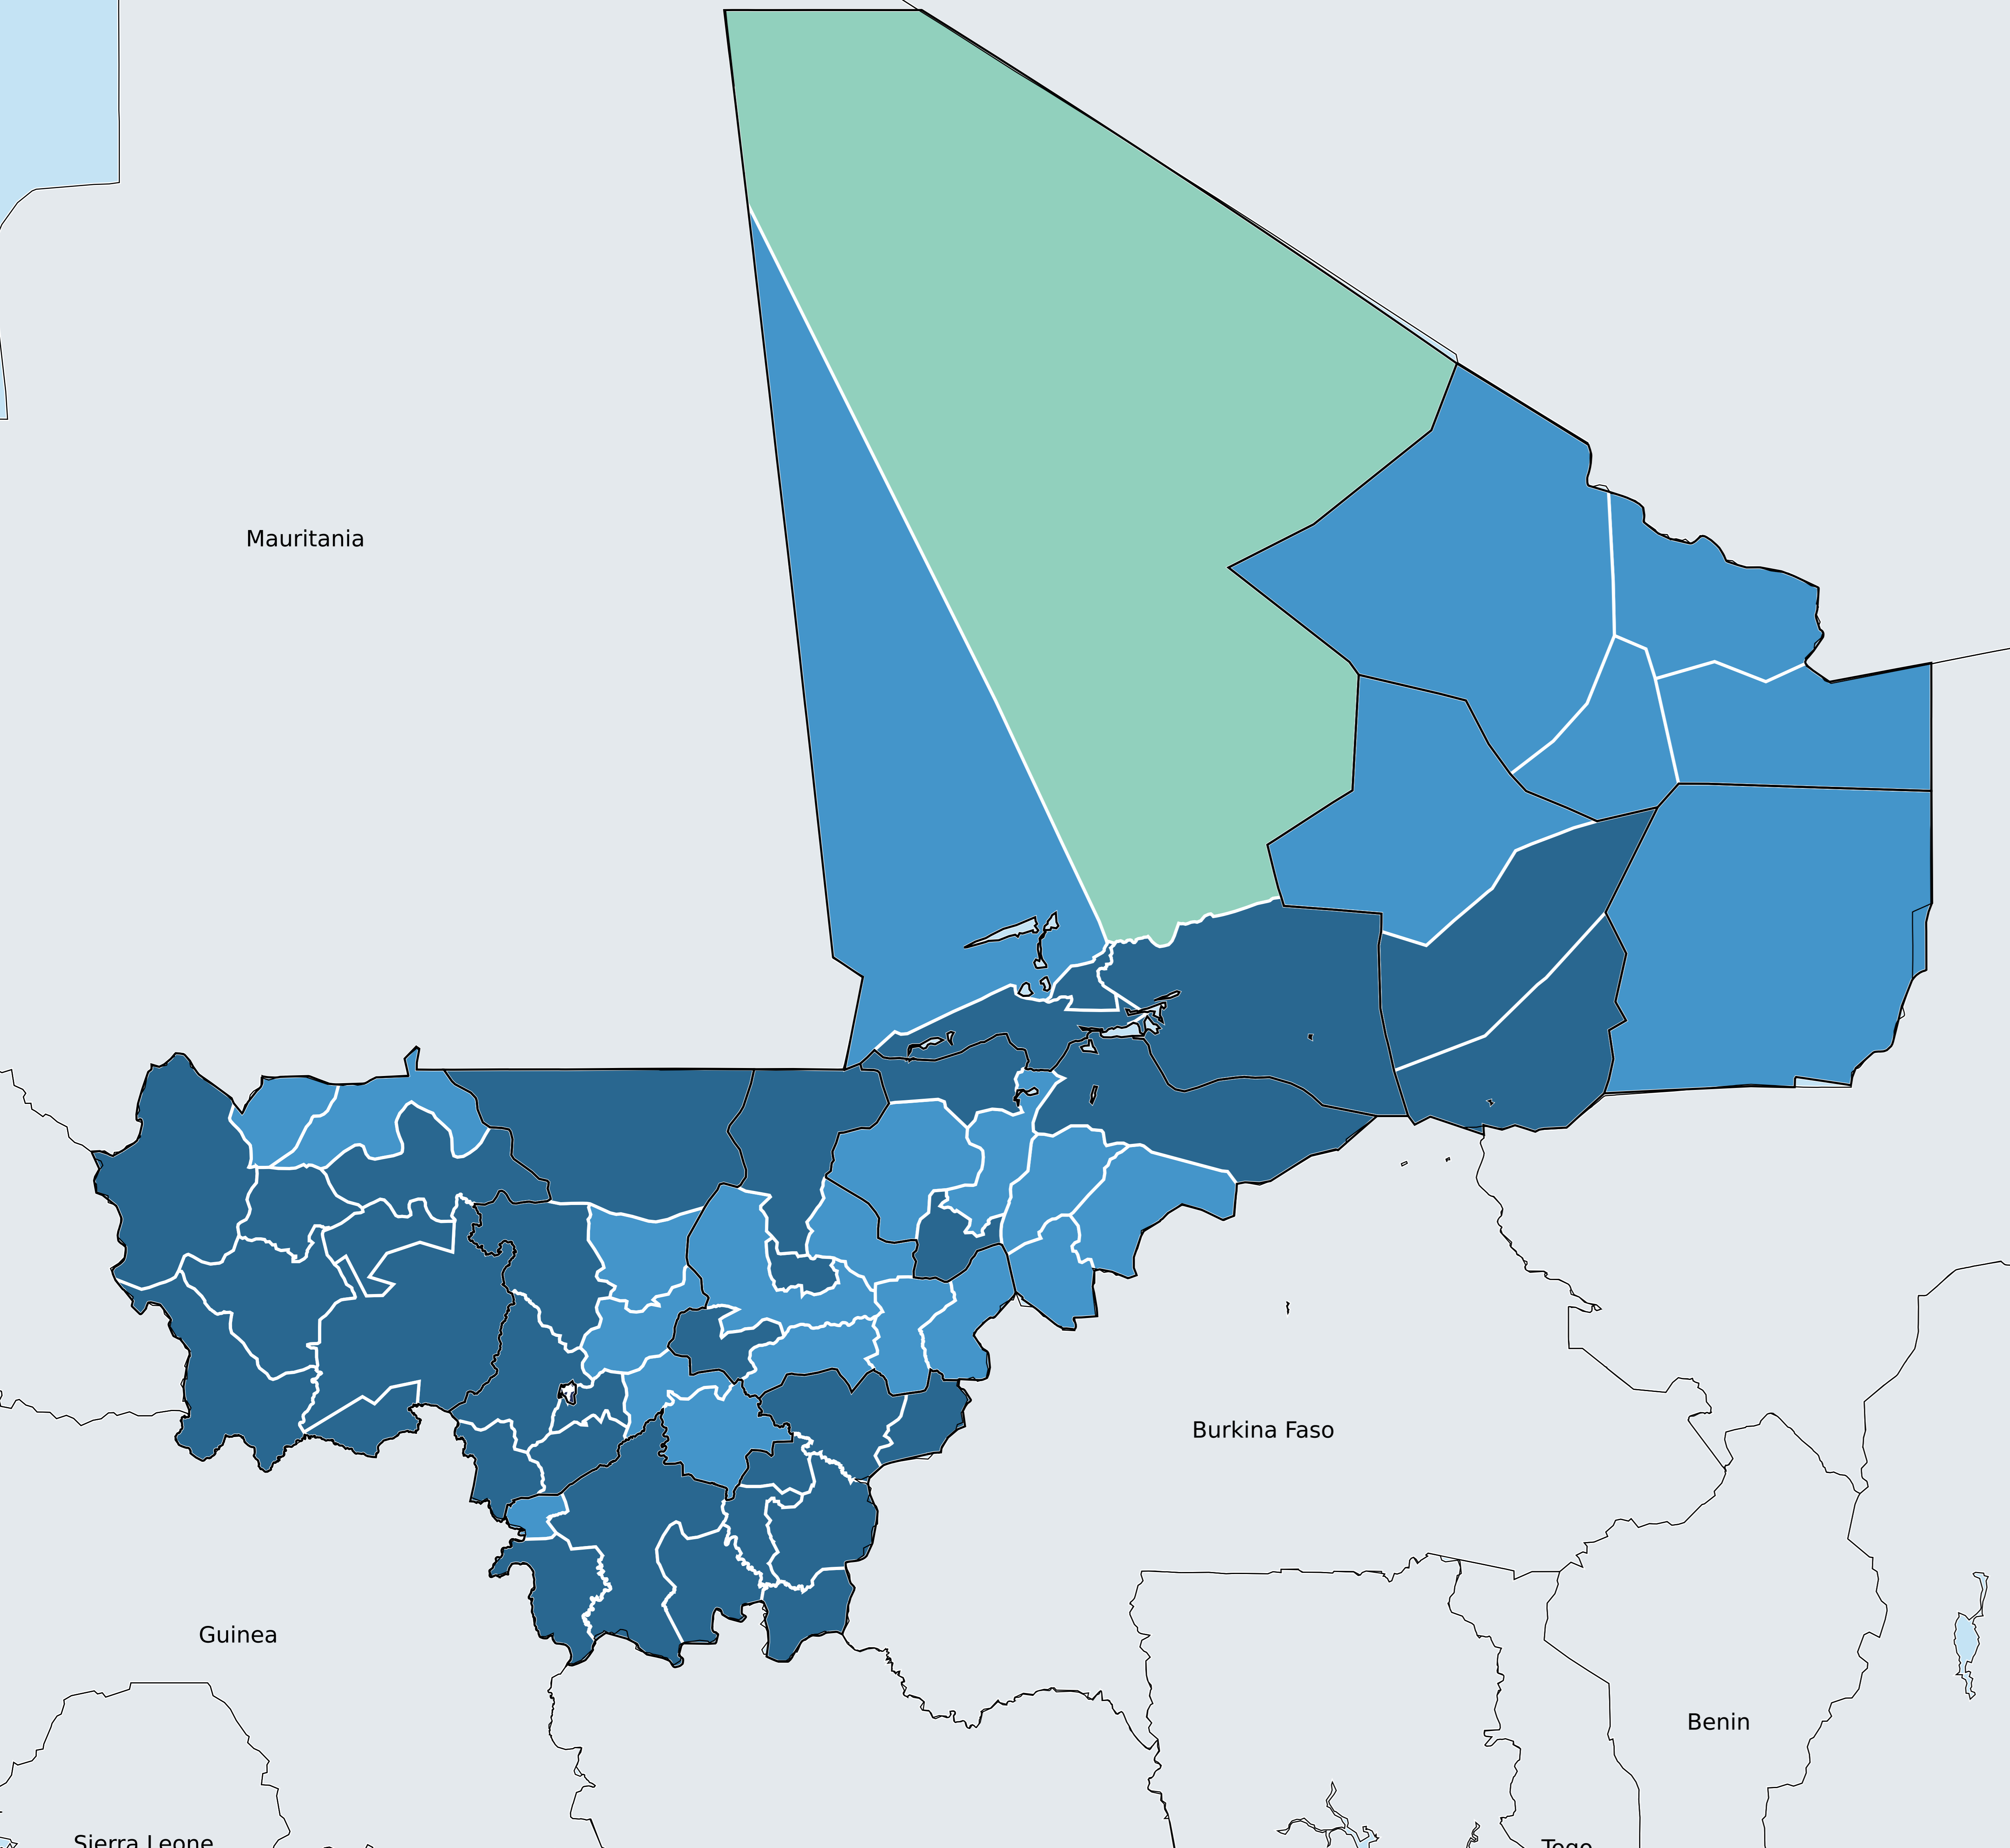 Mauritania
Burkina Faso
Guinea
Benin
Sierra Leone
Togo